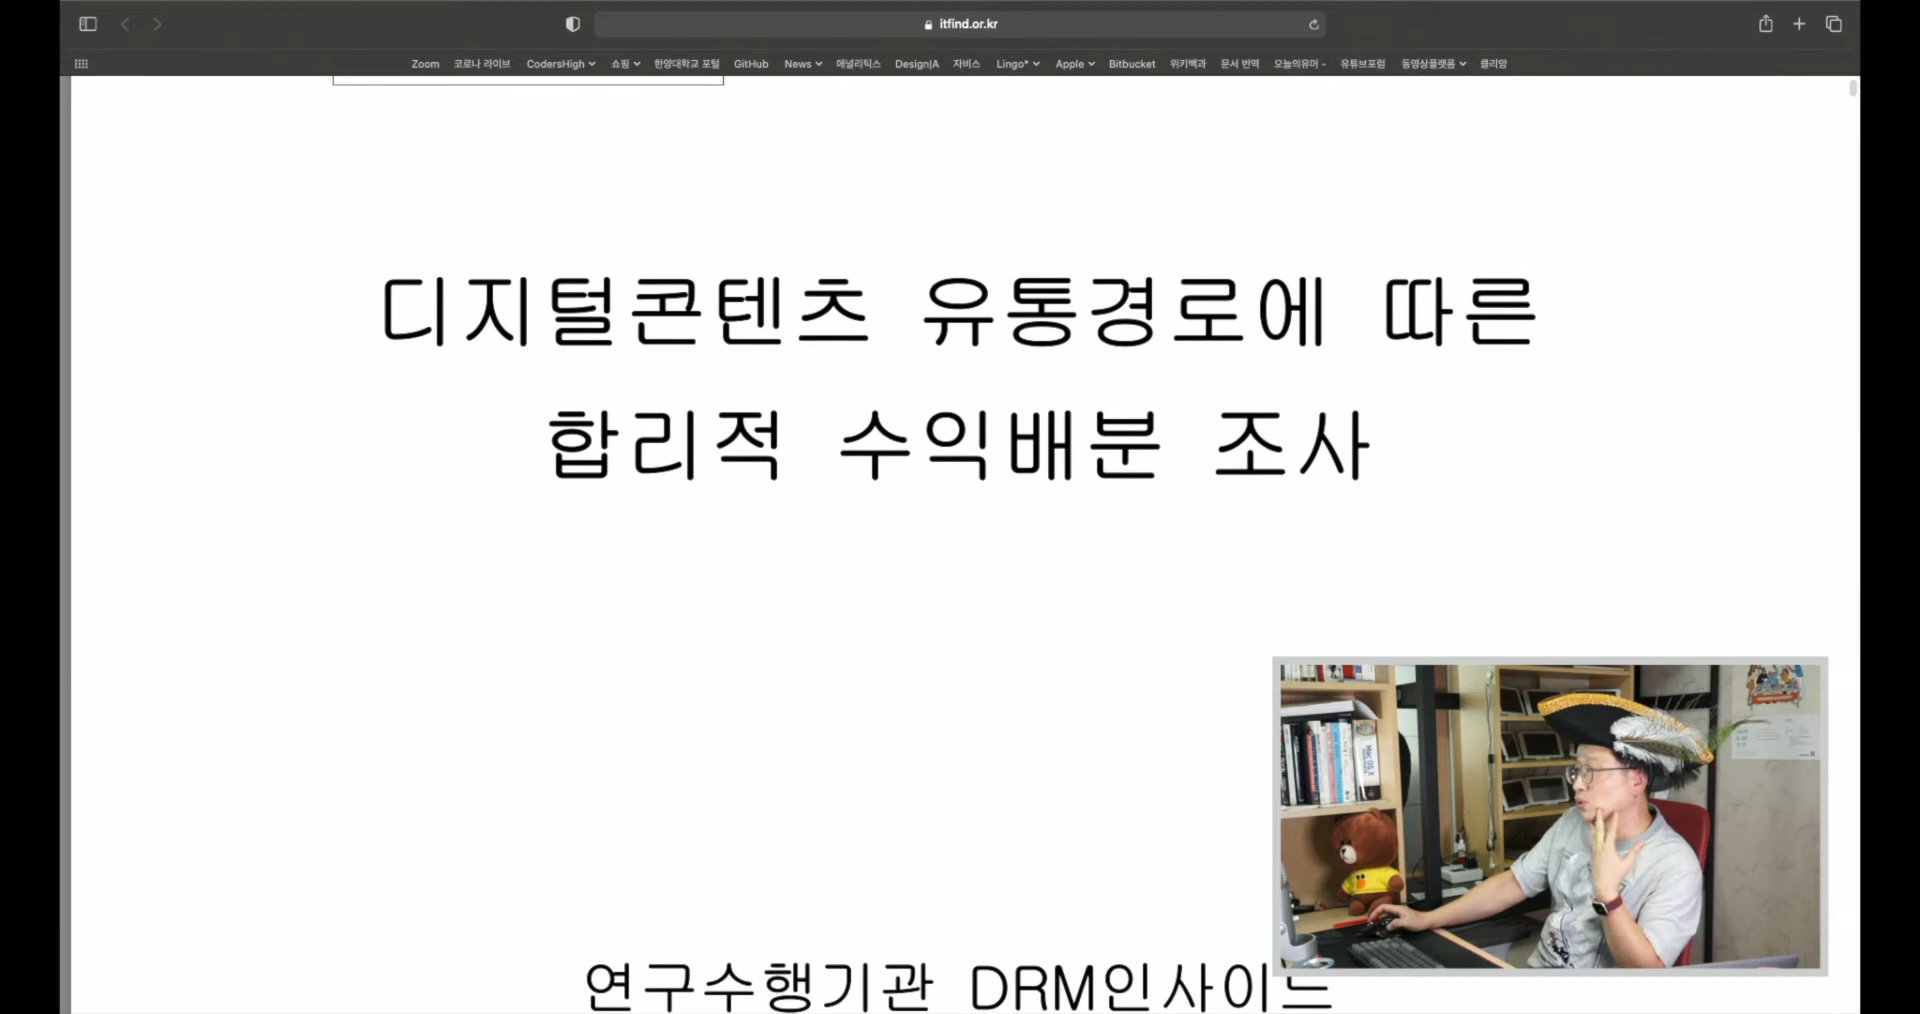 itfind.or.kr
Zoom 코로나 라이브 CodersHigh 쇼핑 한양대학교 포털 GitHub News 애널리틱스 Design|A 자비스 Lingo* Apple Bitbucket 위키백과 문서 번역 오늘의유머 - 유튜브포럼 동영상플랫폼 클리앙
디지털콘텐츠 유통경로에 따른
합리적 수익배분 조사
연구수행기관 DRM인사이드
Mac OS X